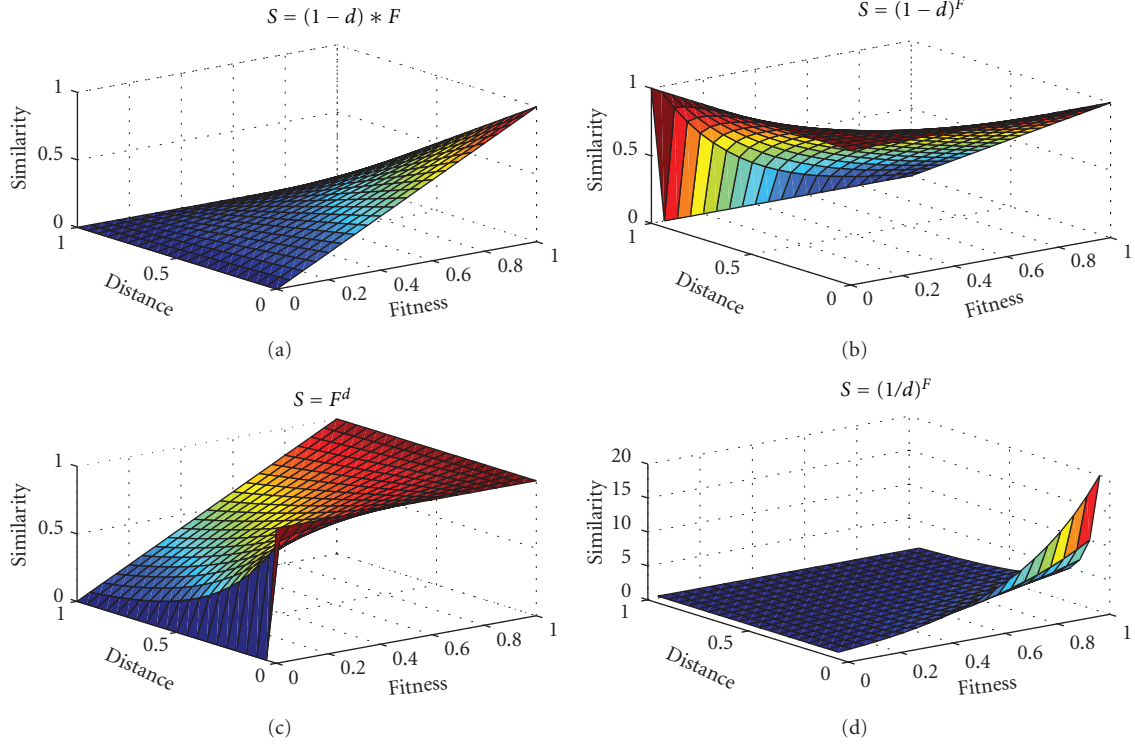 S = (1 − d) ∗ F
1
0.5
0
Similarity
1
0.5
0
Distance
0
0.2
0.4
0.6
0.8
1
Fitness
(a)
S = (1 − d)^F
1
0.5
0
Similarity
1
0.5
0
Distance
0
0.2
0.4
0.6
0.8
1
Fitness
(b)
S = F^d
1
0.5
0
Similarity
1
0.5
0
Distance
0
0.2
0.4
0.6
0.8
1
Fitness
(c)
S = (1/d)^F
20
15
10
5
0
Similarity
1
0.5
0
Distance
0
0.2
0.4
0.6
0.8
1
Fitness
(d)